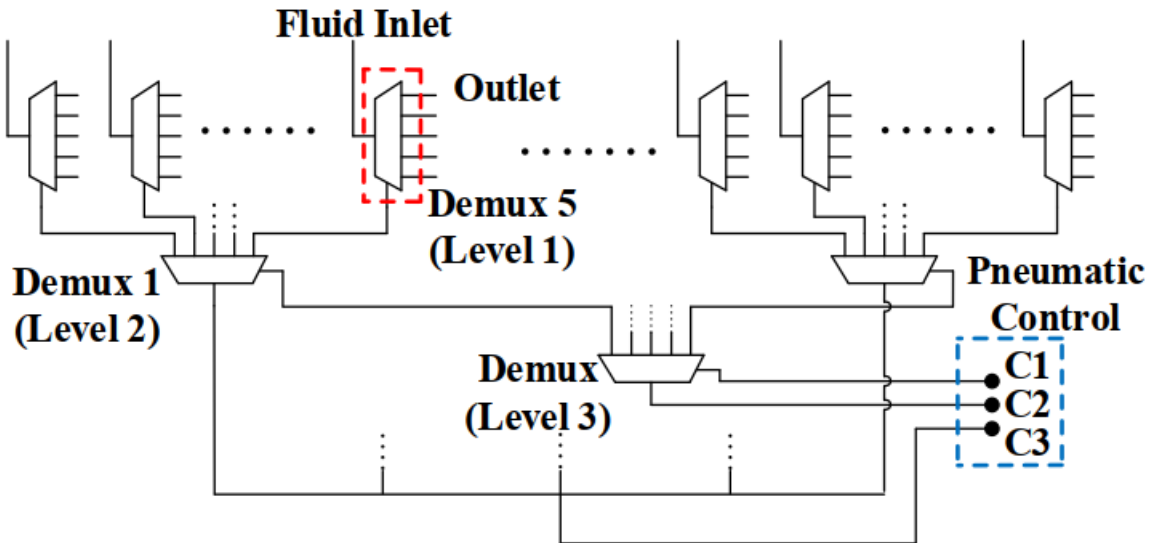 Fluid Inlet
Outlet
Demux 5
(Level 1)
Demux 1
(Level 2)
Demux
(Level 3)
Pneumatic
Control
C1
C2
C3